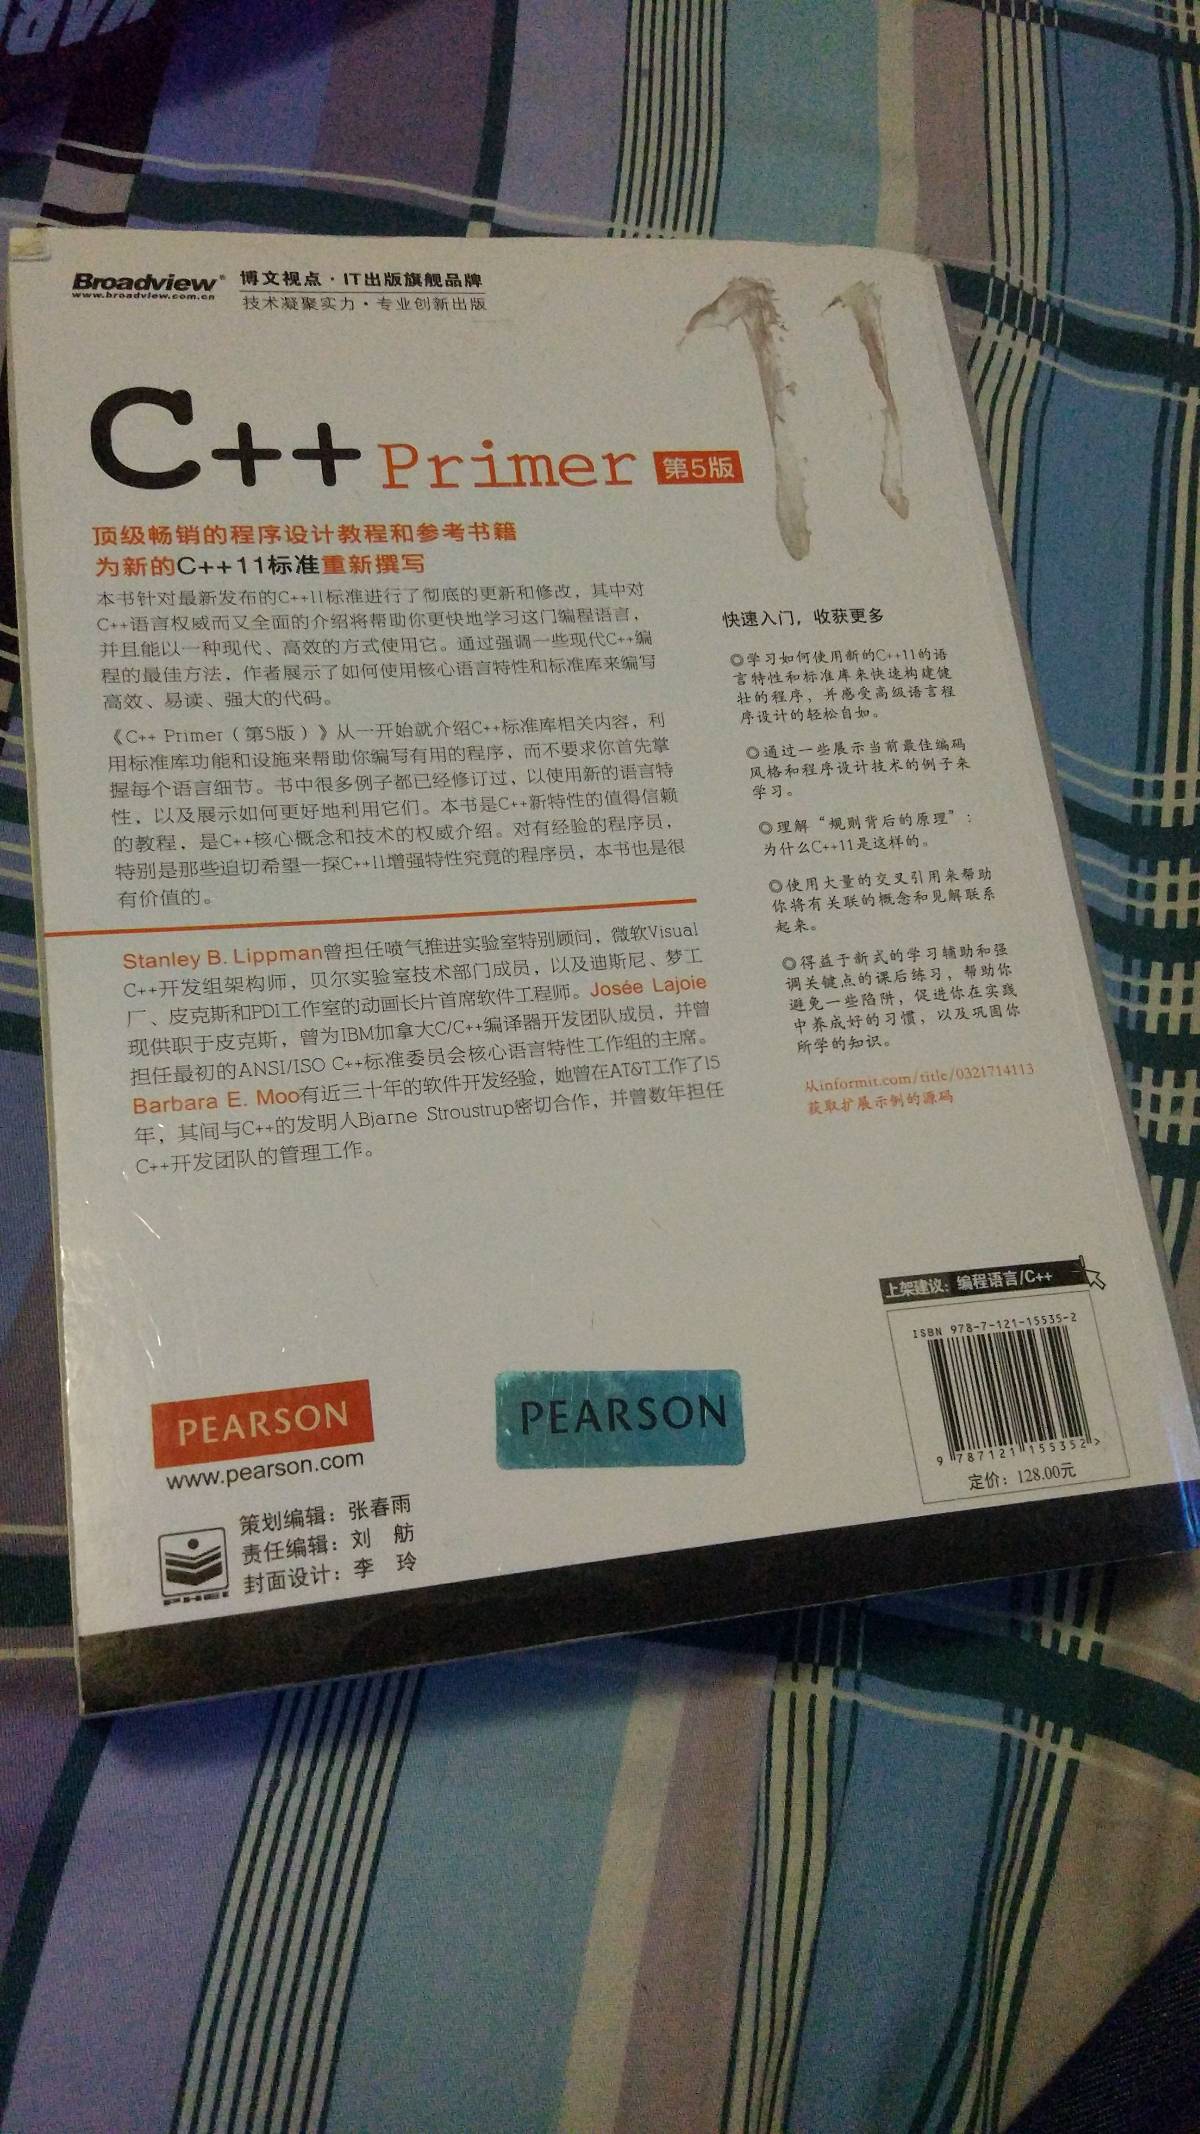 Broadview®
www.broadview.com.cn
博文视点·IT出版旗舰品牌
技术凝聚实力·专业创新出版
11
C++ Primer 第5版
顶级畅销的程序设计教程和参考书籍
为新的C++11标准重新撰写
本书针对最新发布的C++11标准进行了彻底的更新和修改，其中对
C++语言权威而又全面的介绍将帮助你更快地学习这门编程语言，
并且能以一种现代、高效的方式使用它。通过强调一些现代C++编
程的最佳方法，作者展示了如何使用核心语言特性和标准库来编写
高效、易读、强大的代码。
《C++ Primer（第5版）》从一开始就介绍C++标准库相关内容，利
用标准库功能和设施来帮助你编写有用的程序，而不要求你首先掌
握每个语言细节。书中很多例子都已经修订过，以使用新的语言特
性，以及展示如何更好地利用它们。本书是C++新特性的值得信赖
的教程，是C++核心概念和技术的权威介绍。对有经验的程序员，
特别是那些迫切希望一探C++11增强特性究竟的程序员，本书也是很
有价值的。
Stanley B. Lippman曾担任喷气推进实验室特别顾问，微软Visual
C++开发组架构师，贝尔实验室技术部门成员，以及迪斯尼、梦工
厂、皮克斯和PDI工作室的动画长片首席软件工程师。Josée Lajoie
现供职于皮克斯，曾为IBM加拿大C/C++编译器开发团队成员，并曾
担任最初的ANSI/ISO C++标准委员会核心语言特性工作组的主席。
Barbara E. Moo有近三十年的软件开发经验，她曾在AT&T工作了15
年，其间与C++的发明人Bjarne Stroustrup密切合作，并曾数年担任
C++开发团队的管理工作。
快速入门，收获更多
◎学习如何使用新的C++11的语
言特性和标准库来快速构建健
壮的程序，并感受高级语言程
序设计的轻松自如。
◎通过一些展示当前最佳编码
风格和程序设计技术的例子来
学习。
◎理解“规则背后的原理”：
为什么C++11是这样的。
◎使用大量的交叉引用来帮助
你将有关联的概念和见解联系
起来。
◎得益于新式的学习辅助和强
调关键点的课后练习，帮助你
避免一些陷阱，促进你在实践
中养成好的习惯，以及巩固你
所学的知识。
从informit.com/title/0321714113
获取扩展示例的源码
上架建议：编程语言/C++
ISBN 978-7-121-15535-2
9 787121 155352 >
定价：128.00元
PEARSON
www.pearson.com
PEARSON
策划编辑：张春雨
责任编辑：刘 舫
封面设计：李 玲
PHEI